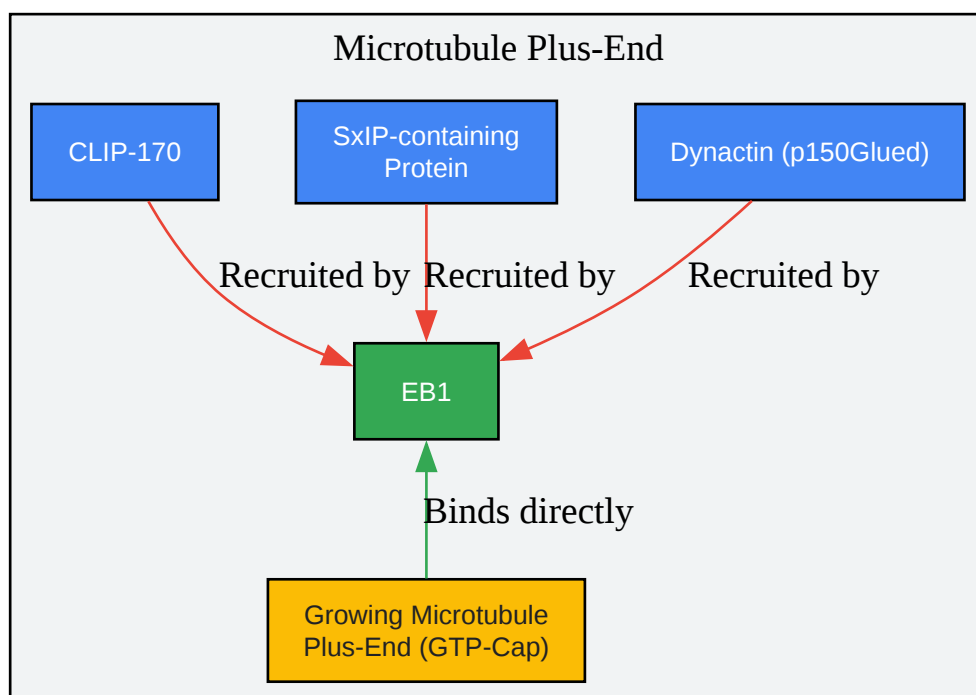 Microtubule Plus-End
CLIP-170
SxIP-containing
Protein
Dynactin (p150Glued)
Recruited by
Recruited by
Recruited by
EB1
Binds directly
Growing Microtubule
Plus-End (GTP-Cap)